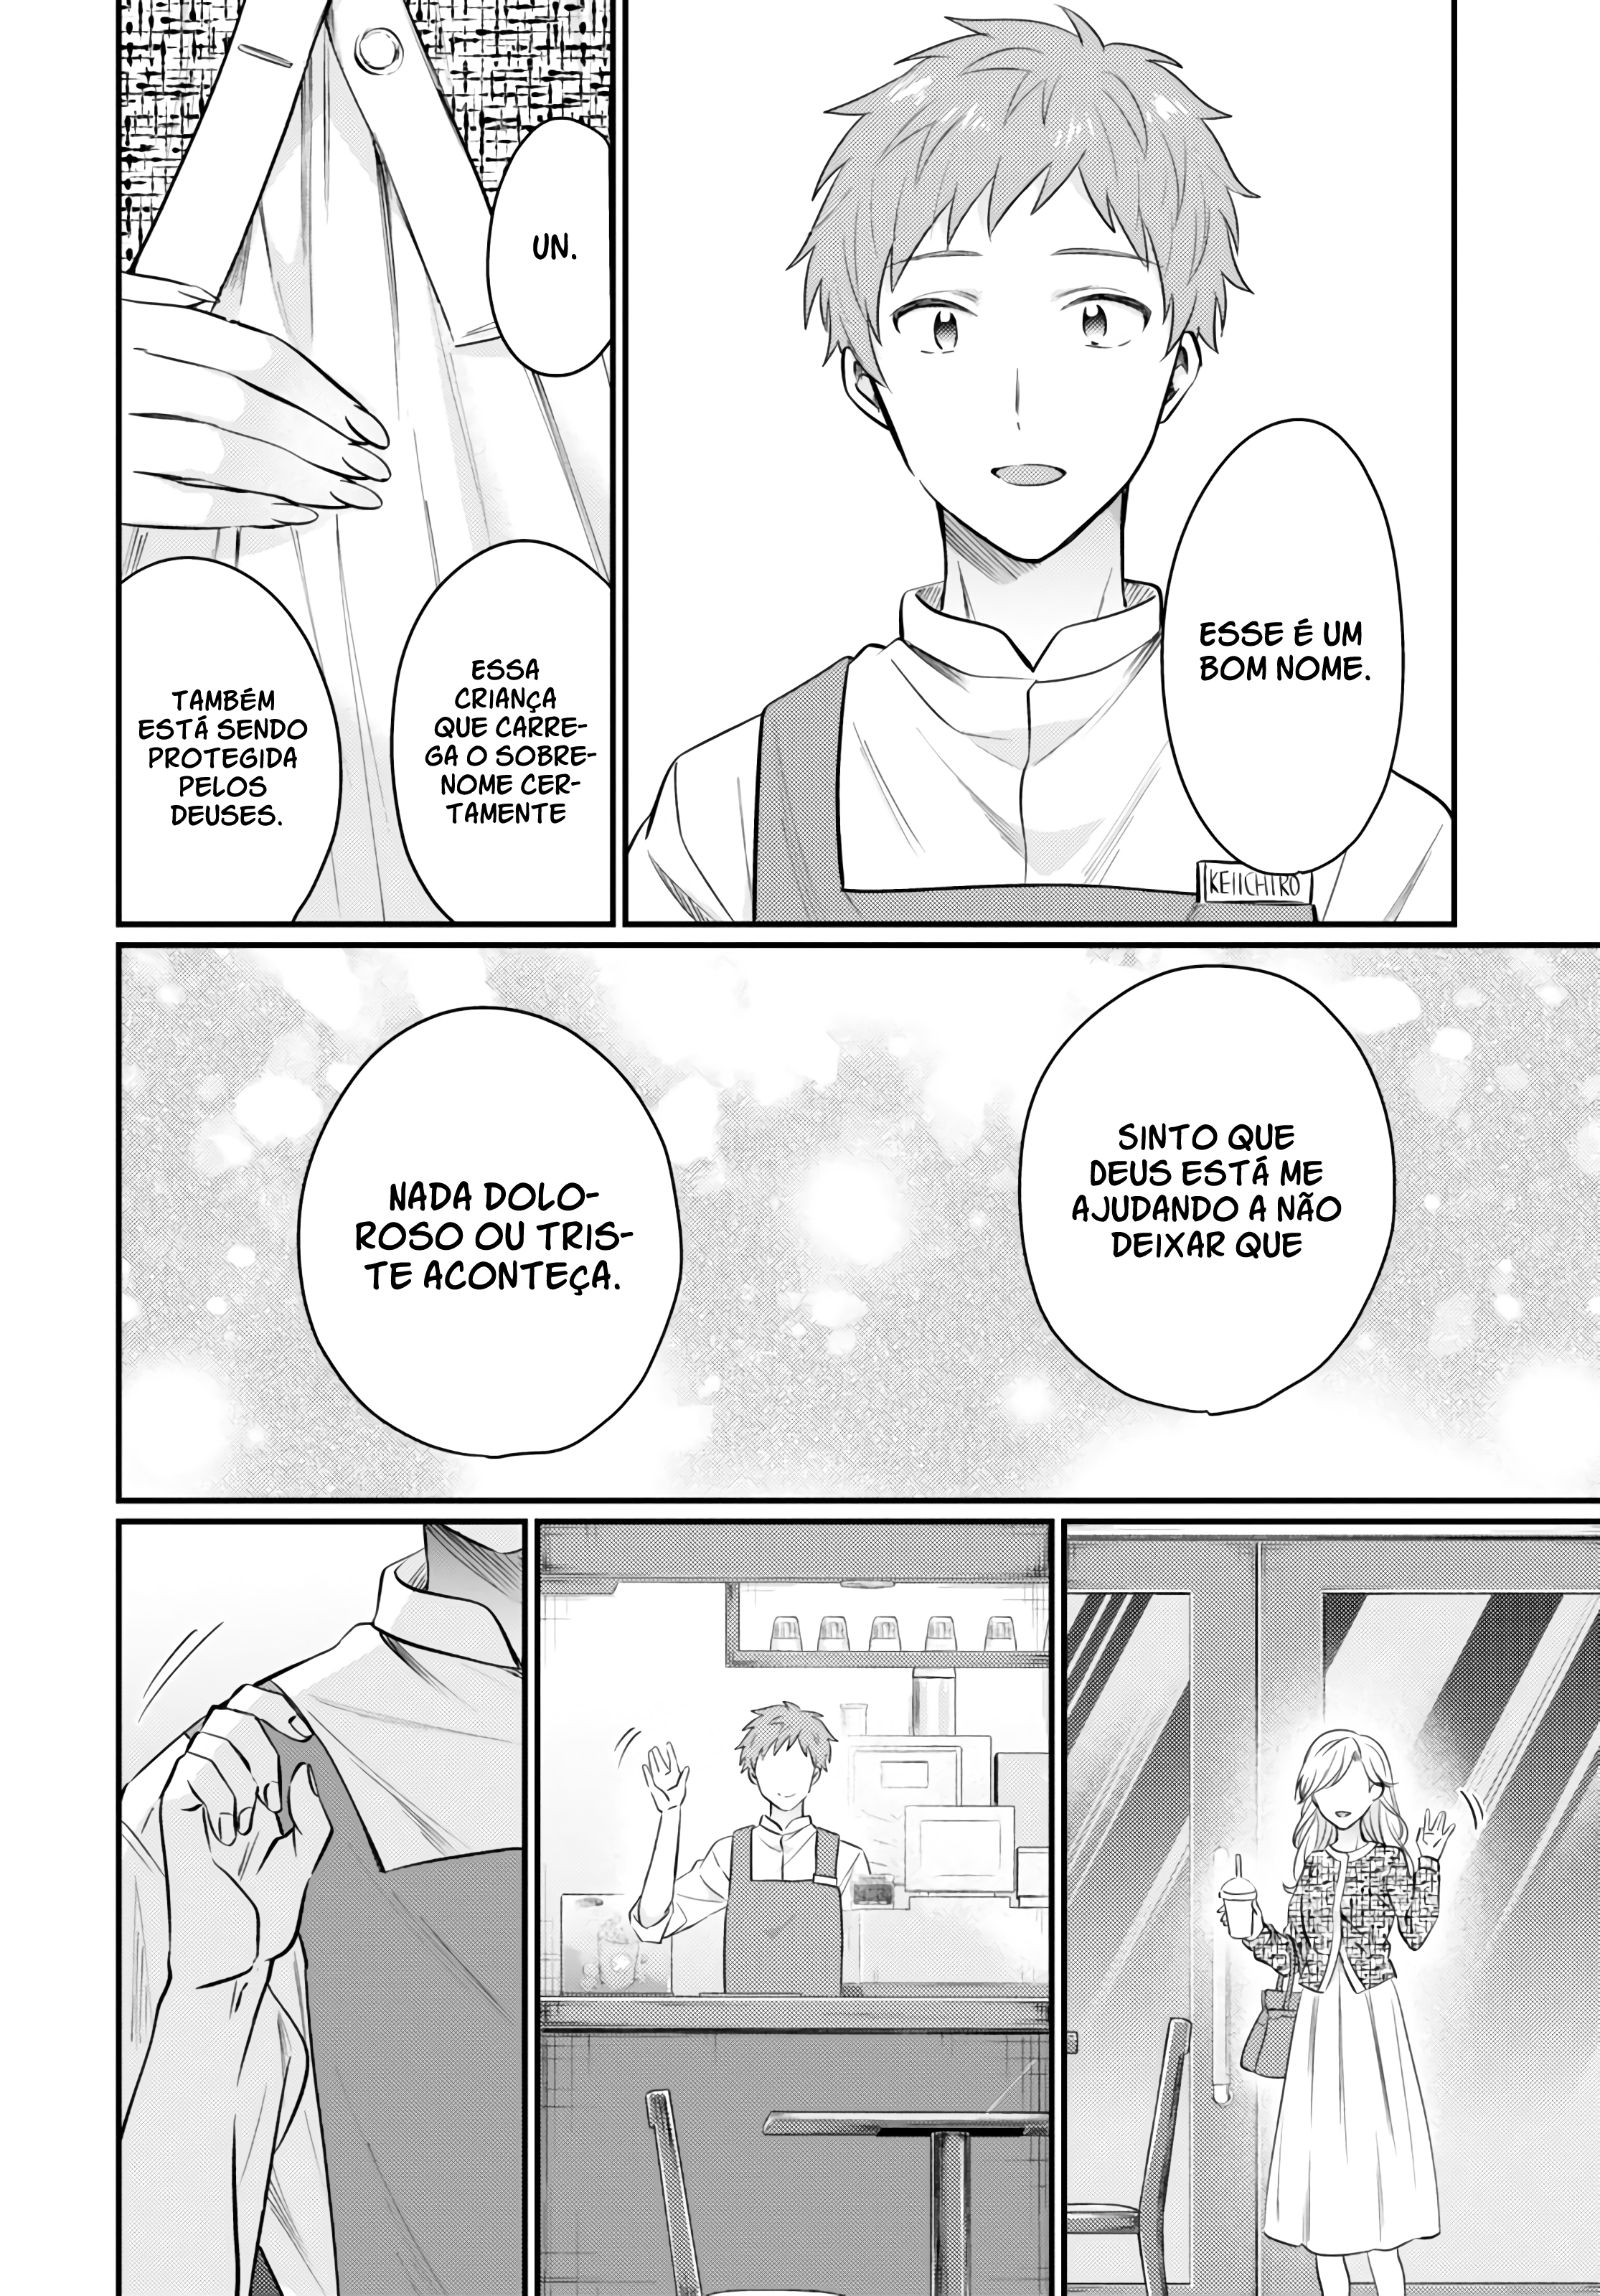 ESSE É UM
BOM NOME.
KEIICHIRO
UN.
ESSA
CRIANÇA
QUE CARRE-
GA O SOBRE-
NOME CER-
TAMENTE
TAMBÉM
ESTÁ SENDO
PROTEGIDA
PELOS
DEUSES.
SINTO QUE
DEUS ESTÁ ME
AJUDANDO A NÃO
DEIXAR QUE
NADA DOLO-
ROSO OU TRIS-
TE ACONTEÇA.